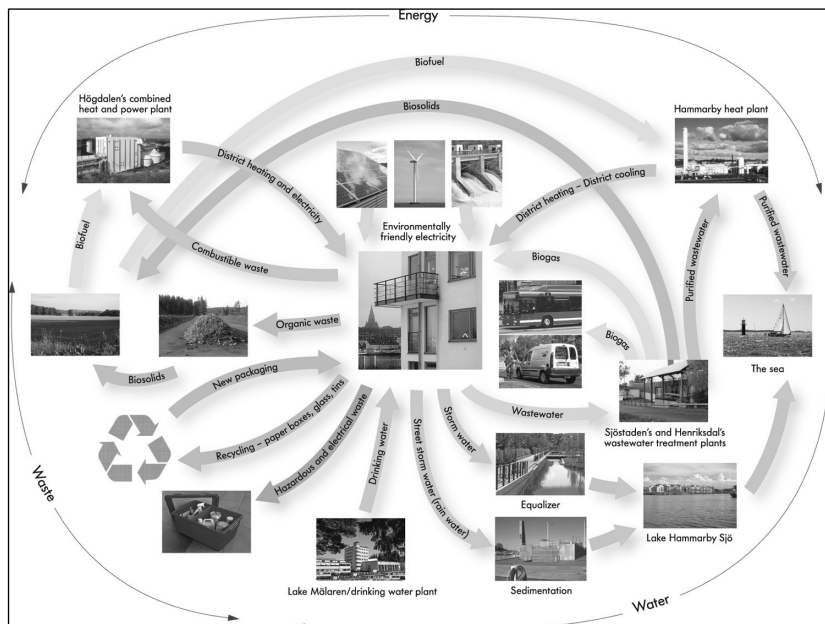 Energy
Biofuel
Biosolids
Högdalen's combined
heat and power plant
Hammarby heat plant
District heating and electricity
District heating – District cooling
Environmentally
friendly electricity
Biofuel
Combustible waste
Biogas
Purified wastewater
Purified wastewater
Organic waste
Biogas
Biosolids
New packaging
The sea
Wastewater
Sjöstaden's and Henriksdal's
wastewater treatment plants
Recycling – paper boxes, glass, tins
Hazardous and electrical waste
Drinking water
Street storm water (rain water)
Storm water
Waste
Equalizer
Lake Hammarby Sjö
Lake Mälaren/drinking water plant
Sedimentation
Water